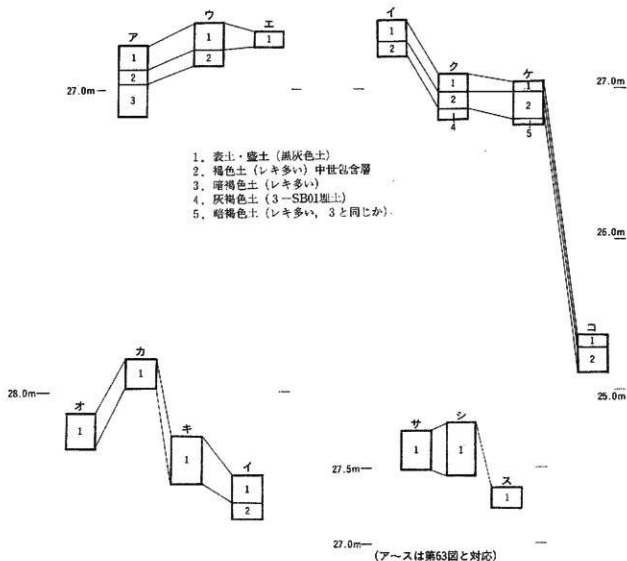 ア
ウ
エ
1
2
3
1
2
1
27.0m
イ
ク
ケ
1
2
1
2
4
1
2
5
27.0m
1. 表土・盛土（黒灰色土）
2. 褐色土（レキ多い）中世包含層
3. 暗褐色土（レキ多い）
4. 灰褐色土（3－SB01埋土）
5. 暗褐色土（レキ多い，3と同じか）
26.0m
コ
1
2
25.0m
カ
1
28.0m
オ
1
キ
1
イ
1
2
サ
シ
1
1
27.5m
ス
1
27.0m
（ア〜スは第63図と対応）